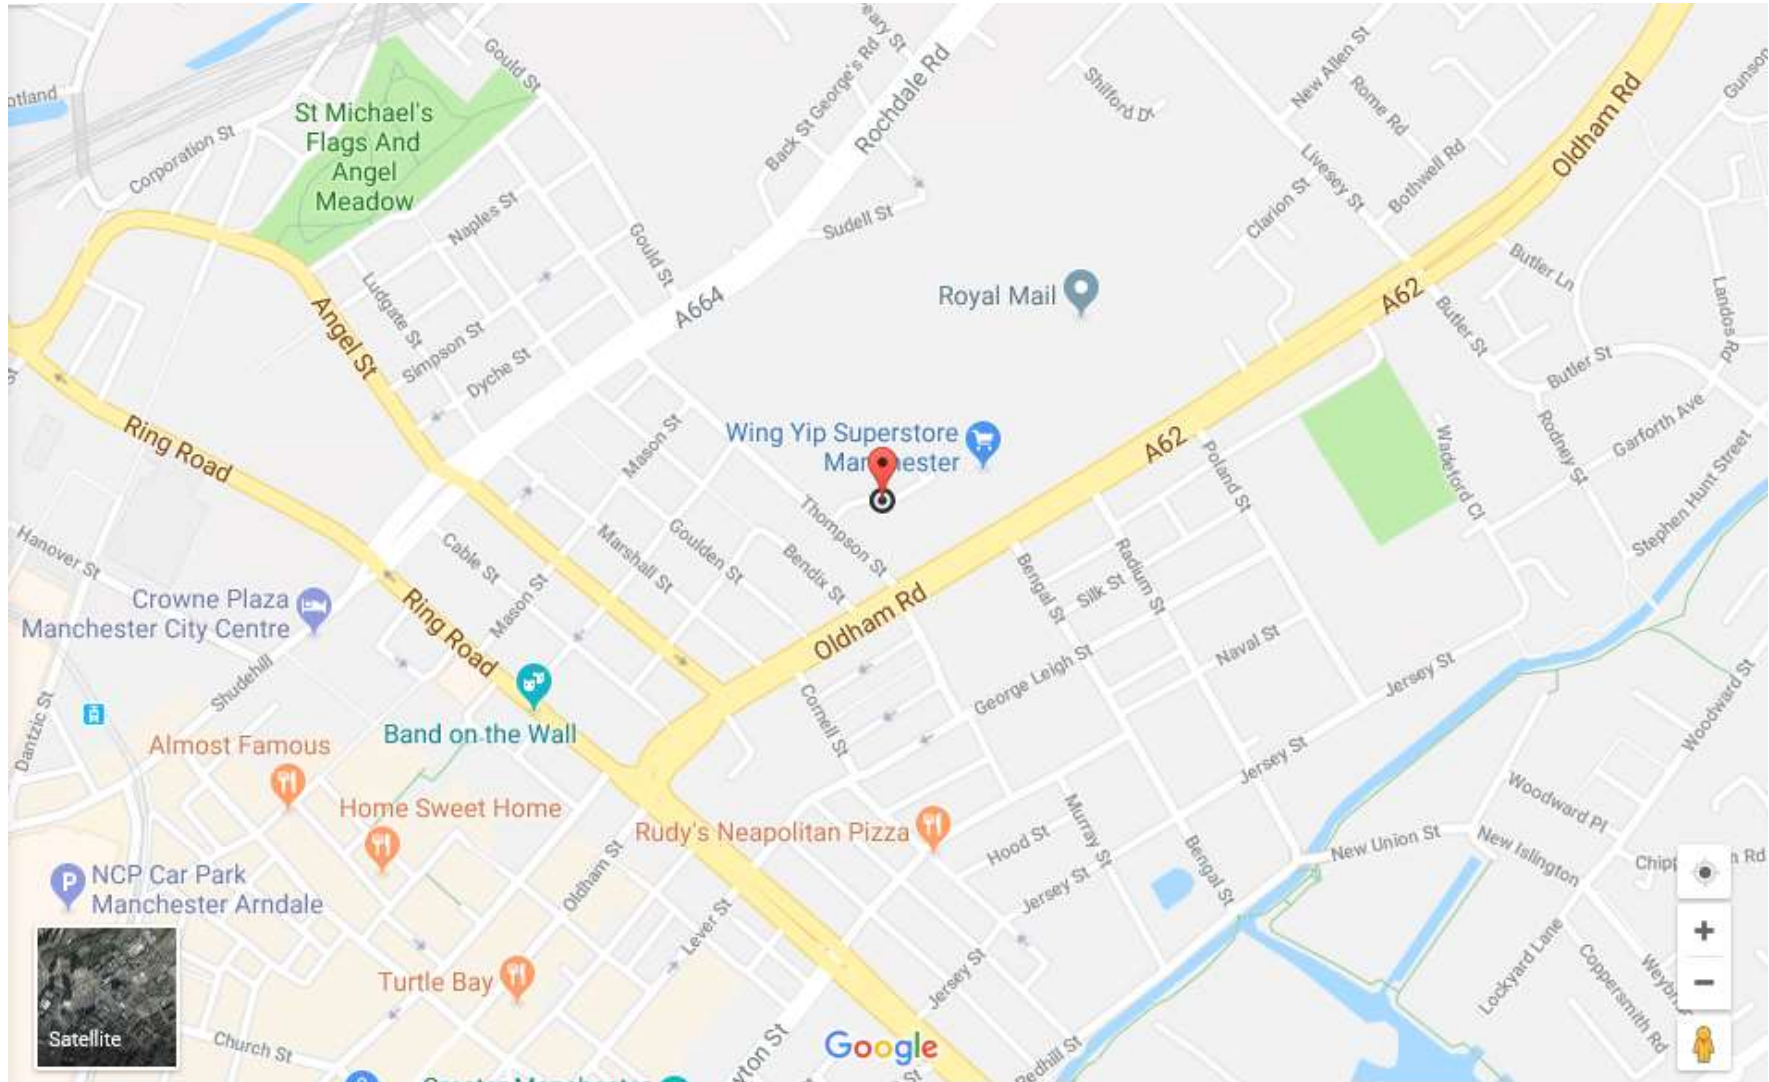 Gould St
Back St George's Rd
Rochdale Rd
Shilford Dr
New Allen St
Rome Rd
Oldham Rd
St Michael's
Flags And
Angel
Meadow
Corporation St
Naples St
Sudell St
Livesey St
Bothwell Rd
Clarion St
Gould St
Butler Ln
Landos Rd
Ludgate St
Angel St
Simpson St
Dyche St
A664
Royal Mail
A62
Butler St
Butler St
Garforth Ave
Ring Road
Mason St
Wing Yip Superstore
Manchester
A62
Poland St
Wadeford Cl
Rodney St
Stephen Hunt Street
Hanover St
Cable St
Marshall St
Goulden St
Bendix St
Thompson St
Bengal St
Silk St
Radium St
Crowne Plaza
Manchester City Centre
Ring Road
Mason St
Oldham Rd
Naval St
George Leigh St
Jersey St
Woodward St
Shudehill
Dantzic St
Band on the Wall
Cornell St
Jersey St
Almost Famous
Home Sweet Home
Rudy's Neapolitan Pizza
Hood St
Murray St
Bengal St
New Union St
New Islington
Woodward Pl
NCP Car Park
Manchester Arndale
P
Oldham St
Lever St
Jersey St
Jersey St
Lockyard Lane
Coppersmith Rd
Turtle Bay
Satellite
Church St
Google
Redhill St